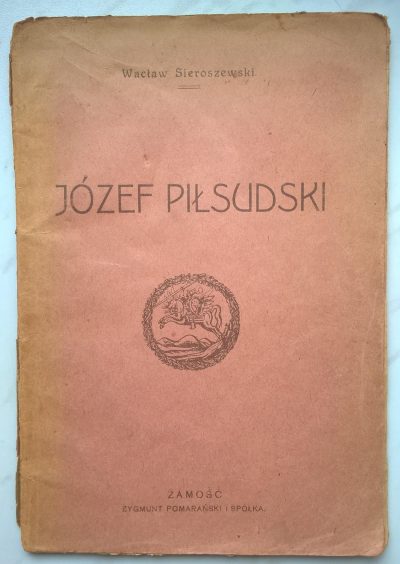 Wacław Sieroszewski
JÓZEF PIŁSUDSKI
ZAMOŚĆ
ZYGMUNT POMARAŃSKI I SPÓŁKA.